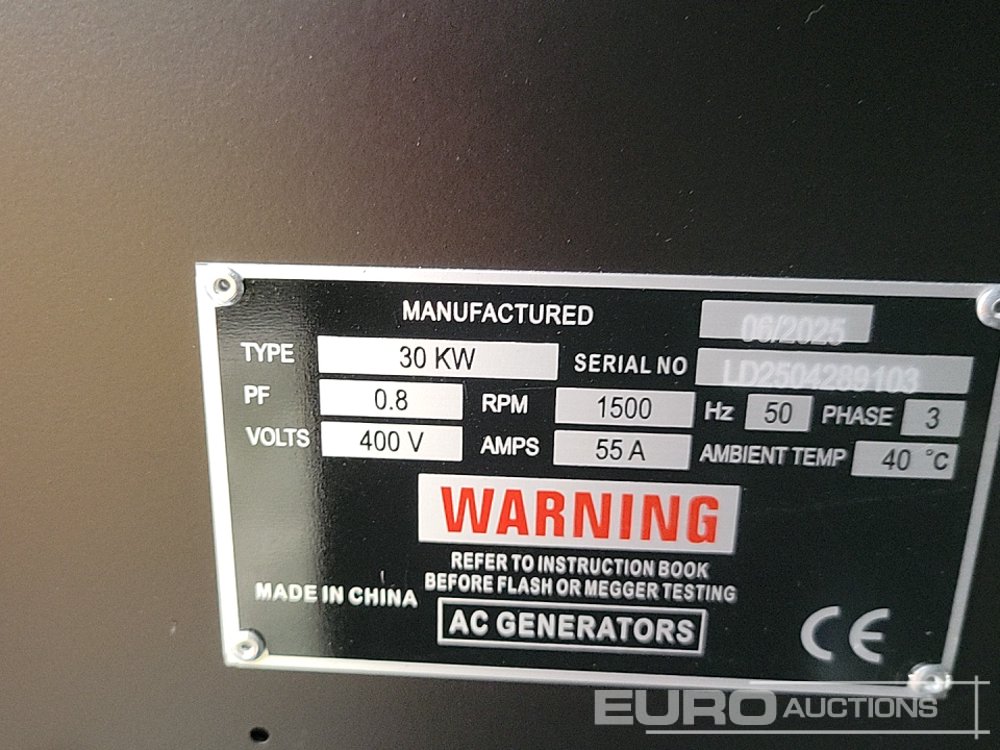 MANUFACTURED 06/2025
TYPE 30 KW SERIAL NO LD2504289103
PF 0.8 RPM 1500 Hz 50 PHASE 3
VOLTS 400 V AMPS 55 A AMBIENT TEMP 40 °C
WARNING
REFER TO INSTRUCTION BOOK
BEFORE FLASH OR MEGGER TESTING
MADE IN CHINA
AC GENERATORS
CE
EURO AUCTIONS